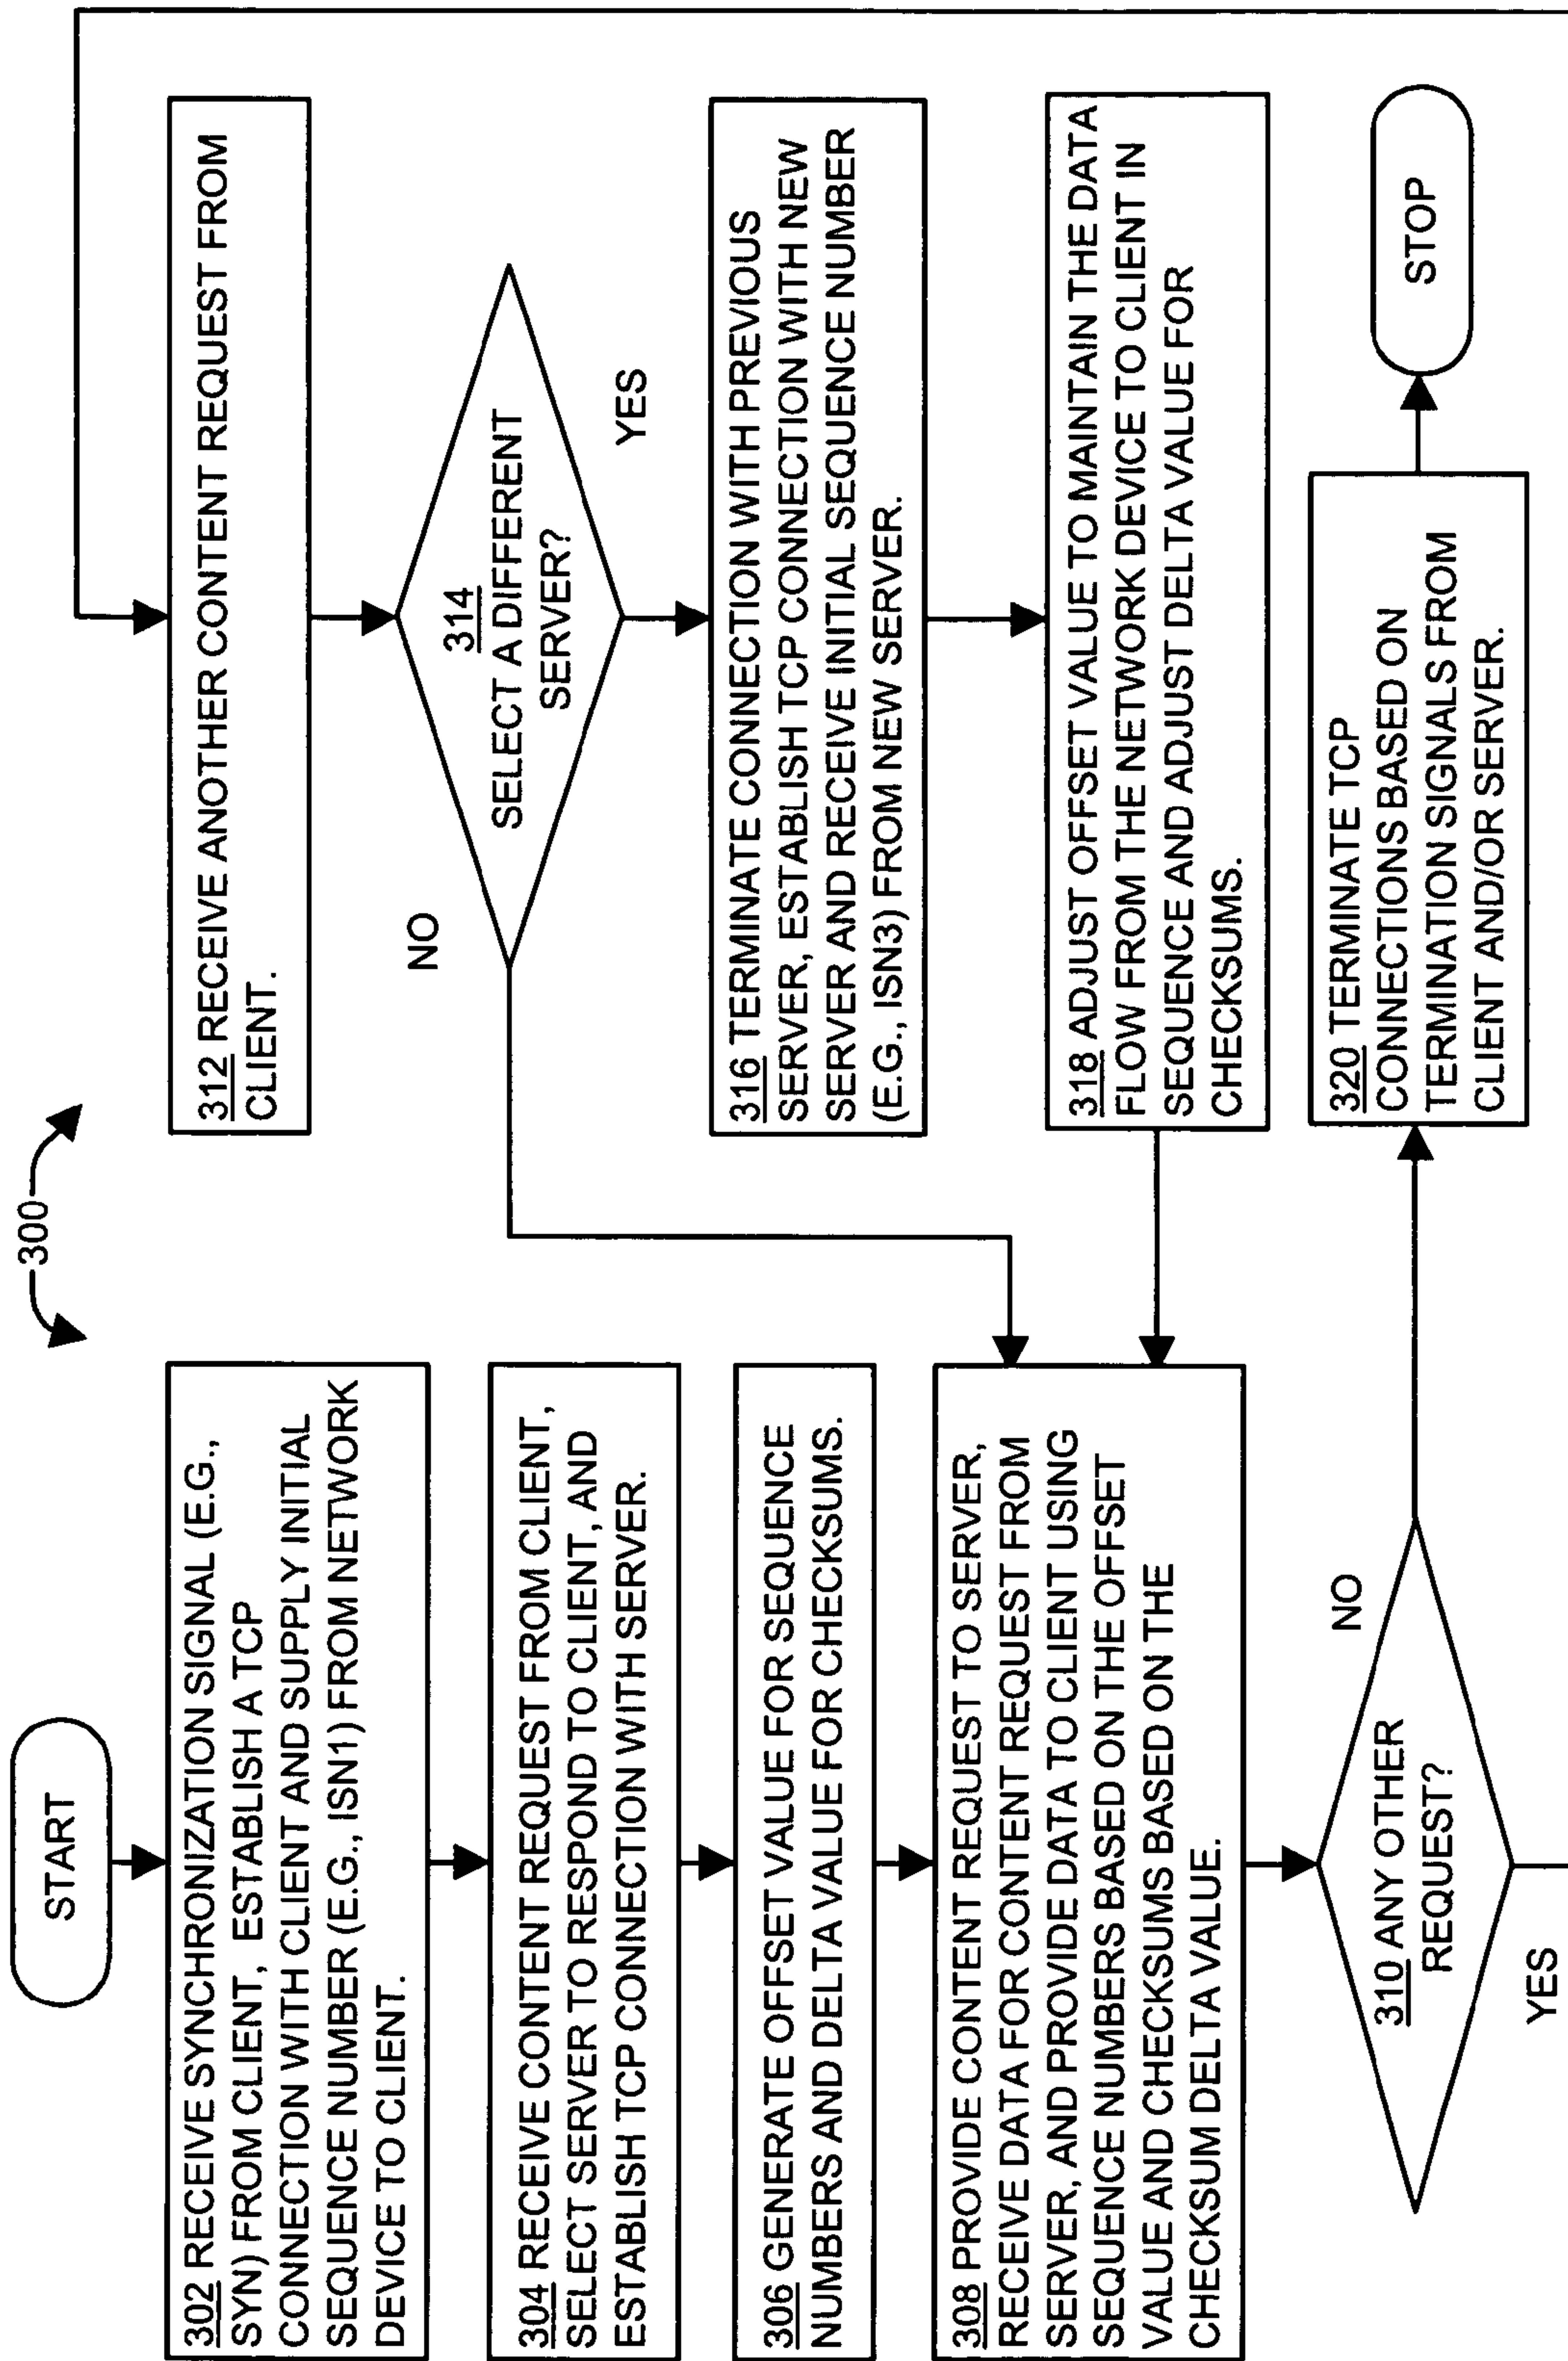 300
START
302 RECEIVE SYNCHRONIZATION SIGNAL (E.G.,
SYN) FROM CLIENT, ESTABLISH A TCP
CONNECTION WITH CLIENT AND SUPPLY INITIAL
SEQUENCE NUMBER (E.G., ISN1) FROM NETWORK
DEVICE TO CLIENT.
304 RECEIVE CONTENT REQUEST FROM CLIENT,
SELECT SERVER TO RESPOND TO CLIENT, AND
ESTABLISH TCP CONNECTION WITH SERVER.
306 GENERATE OFFSET VALUE FOR SEQUENCE
NUMBERS AND DELTA VALUE FOR CHECKSUMS.
308 PROVIDE CONTENT REQUEST TO SERVER,
RECEIVE DATA FOR CONTENT REQUEST FROM
SERVER, AND PROVIDE DATA TO CLIENT USING
SEQUENCE NUMBERS BASED ON THE OFFSET
VALUE AND CHECKSUMS BASED ON THE
CHECKSUM DELTA VALUE.
310 ANY OTHER
REQUEST?
NO
YES
312 RECEIVE ANOTHER CONTENT REQUEST FROM
CLIENT.
314
SELECT A DIFFERENT
SERVER?
NO
YES
316 TERMINATE CONNECTION WITH PREVIOUS
SERVER, ESTABLISH TCP CONNECTION WITH NEW
SERVER AND RECEIVE INITIAL SEQUENCE NUMBER
(E.G., ISN3) FROM NEW SERVER.
318 ADJUST OFFSET VALUE TO MAINTAIN THE DATA
FLOW FROM THE NETWORK DEVICE TO CLIENT IN
SEQUENCE AND ADJUST DELTA VALUE FOR
CHECKSUMS.
320 TERMINATE TCP
CONNECTIONS BASED ON
TERMINATION SIGNALS FROM
CLIENT AND/OR SERVER.
STOP